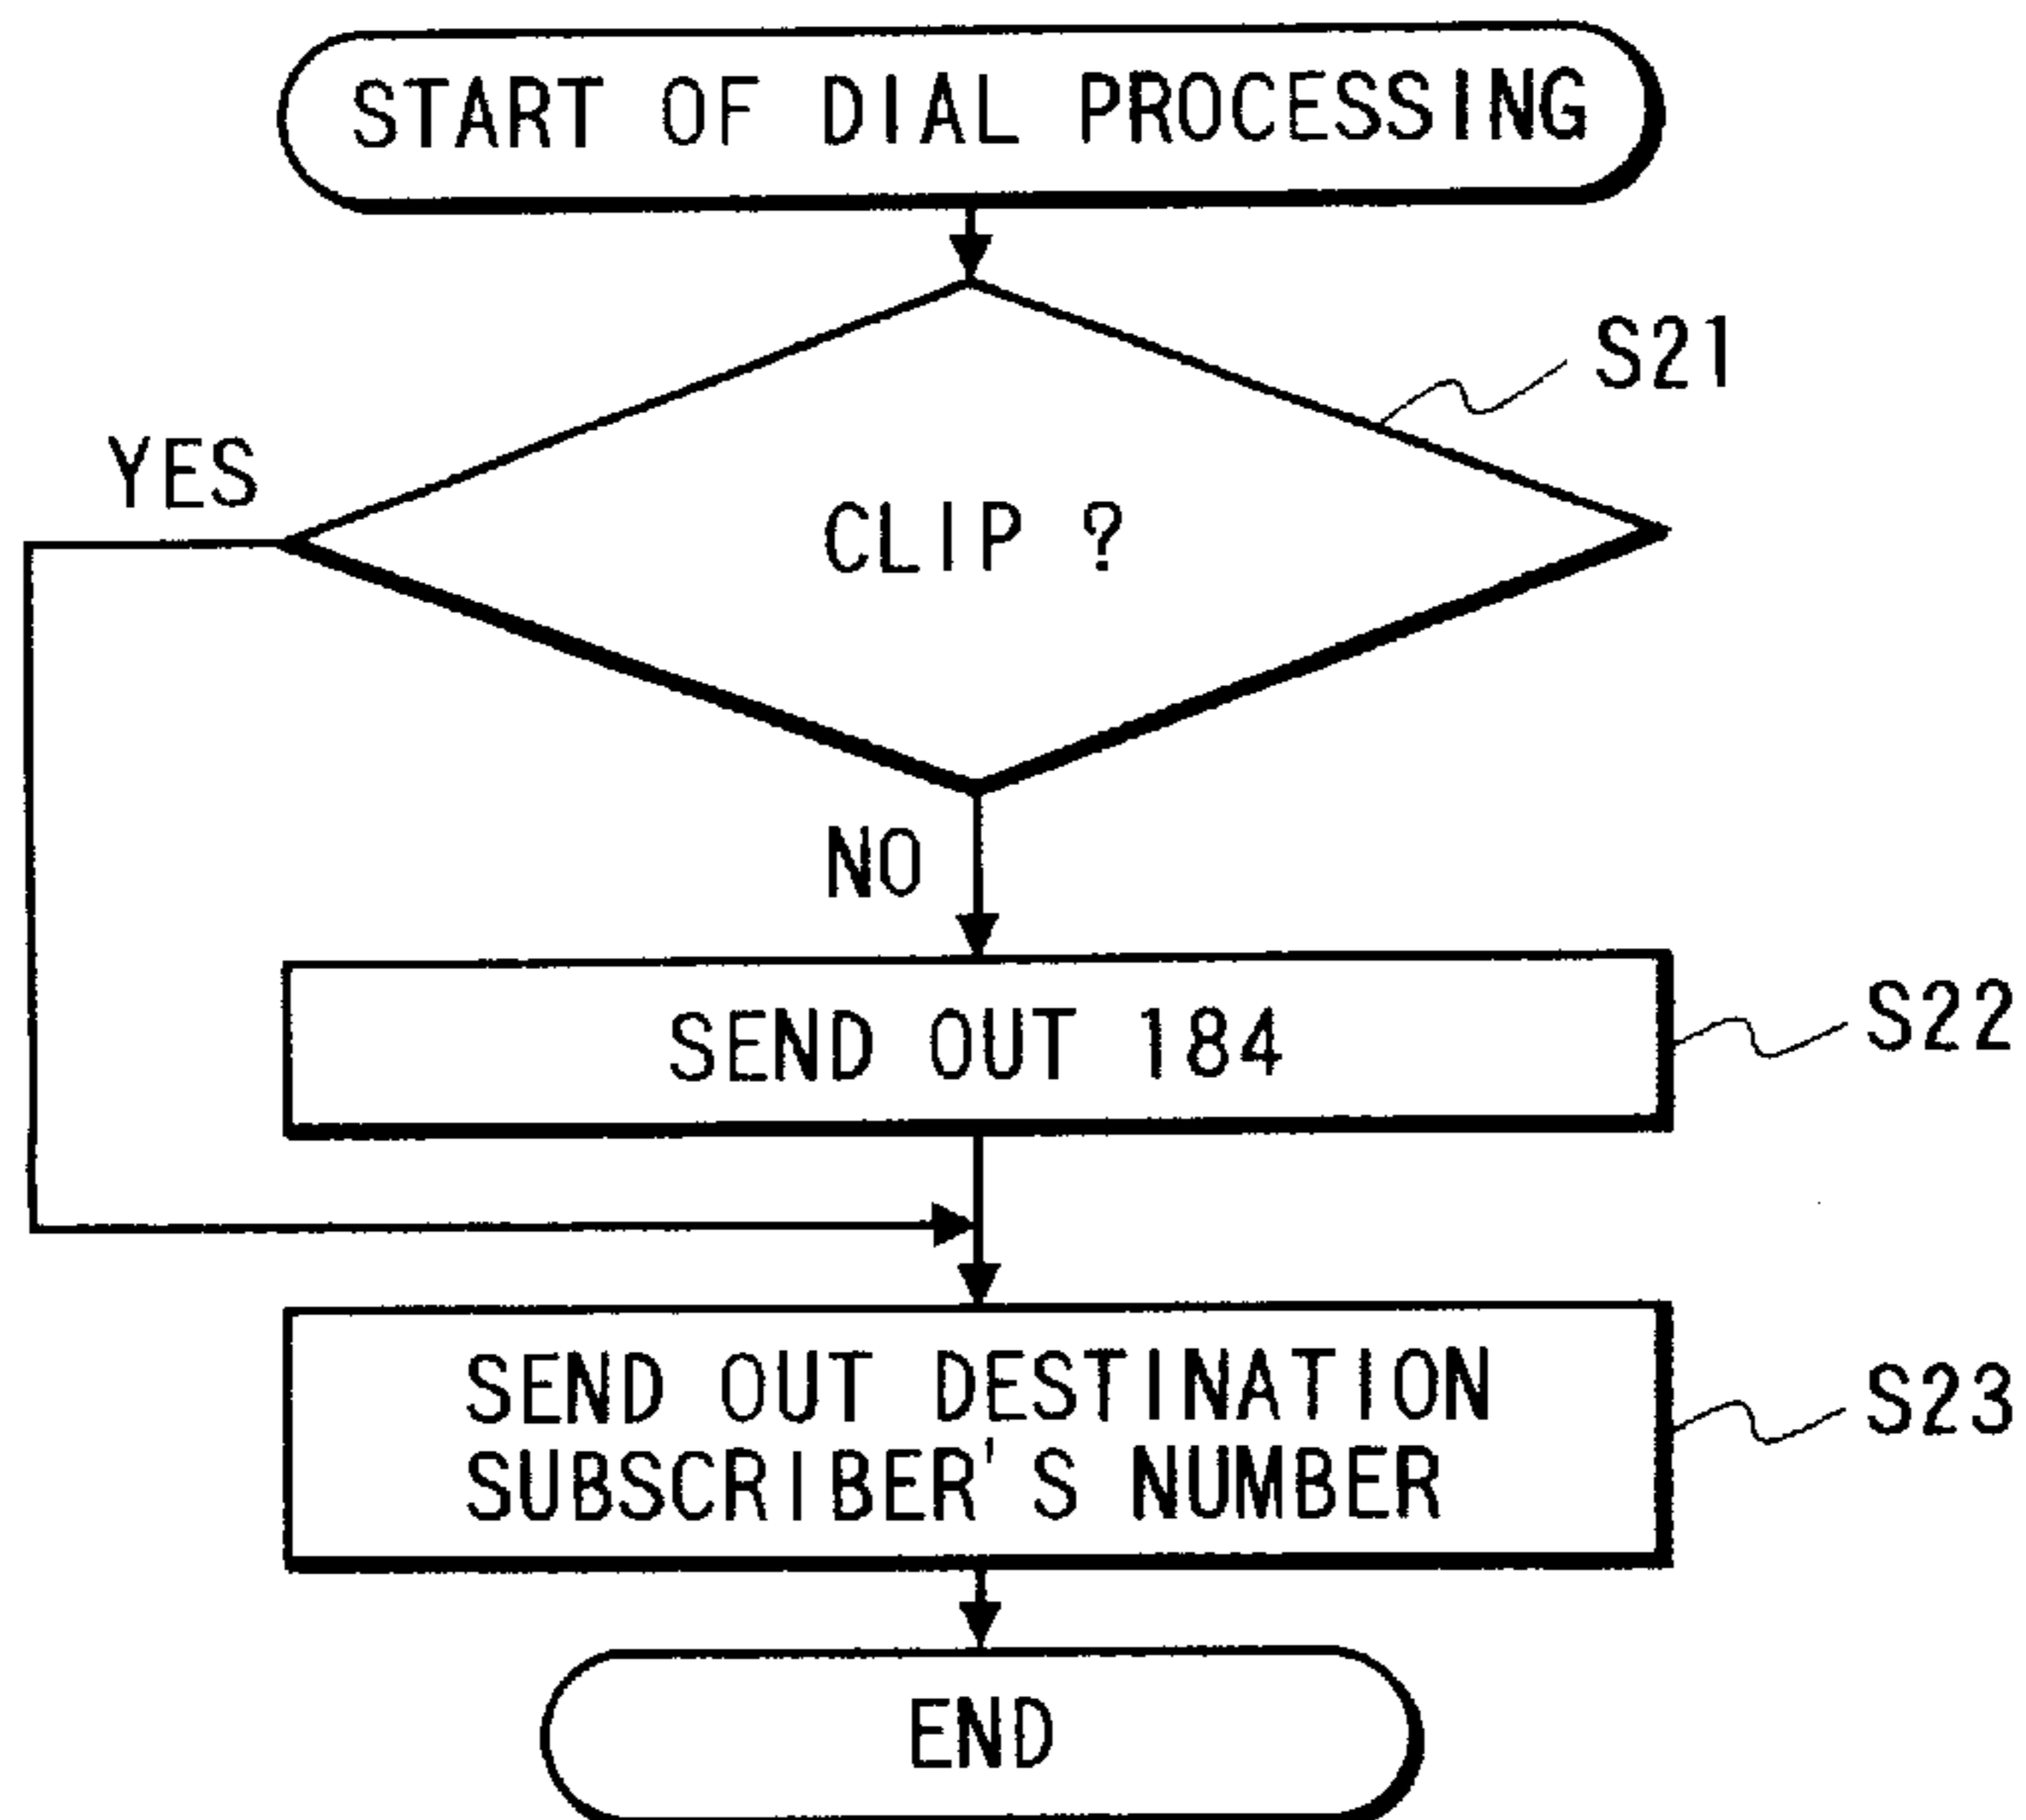 START OF DIAL PROCESSING
S21
YES
CLIP ?
NO
SEND OUT 184
S22
SEND OUT DESTINATION
SUBSCRIBER'S NUMBER
S23
END